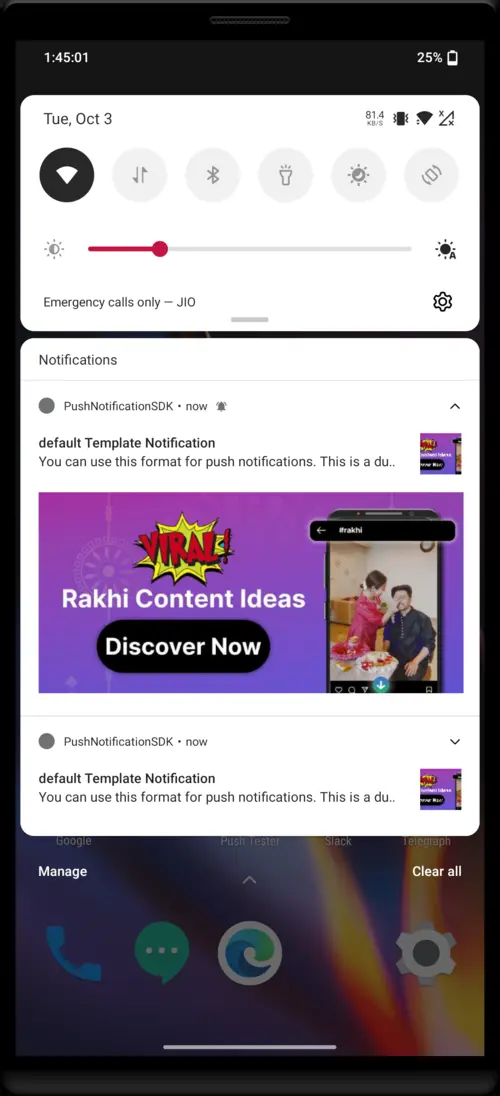 1:45:01
25%
Tue, Oct 3
81.4
KB/S
A
Emergency calls only — JIO
Notifications
PushNotificationSDK • now
default Template Notification
You can use this format for push notifications. This is a du..
VIRAL!
#rakhi
Rakhi Content Ideas
Discover Now
PushNotificationSDK • now
default Template Notification
You can use this format for push notifications. This is a du..
Google
Push Tester
Slack
Telegraph
Manage
Clear all